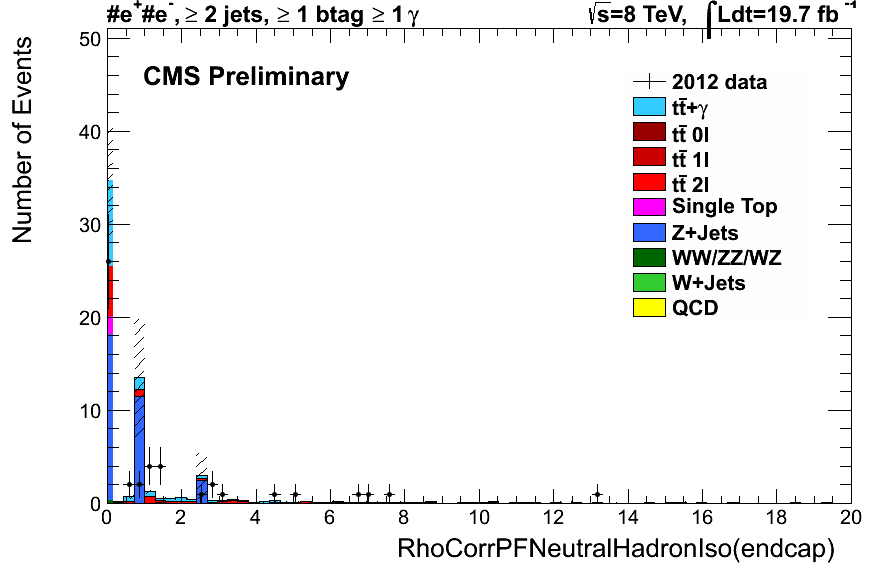 #e⁺#e⁻, ≥ 2 jets, ≥ 1 btag ≥ 1 γ
√s=8 TeV, ∫Ldt=19.7 fb⁻¹
CMS Preliminary
2012 data
tt̄+γ
tt̄ 0l
tt̄ 1l
tt̄ 2l
Single Top
Z+Jets
WW/ZZ/WZ
W+Jets
QCD
Number of Events
50
40
30
20
10
0
0 2 4 6 8 10 12 14 16 18 20
RhoCorrPFNeutralHadronIso(endcap)